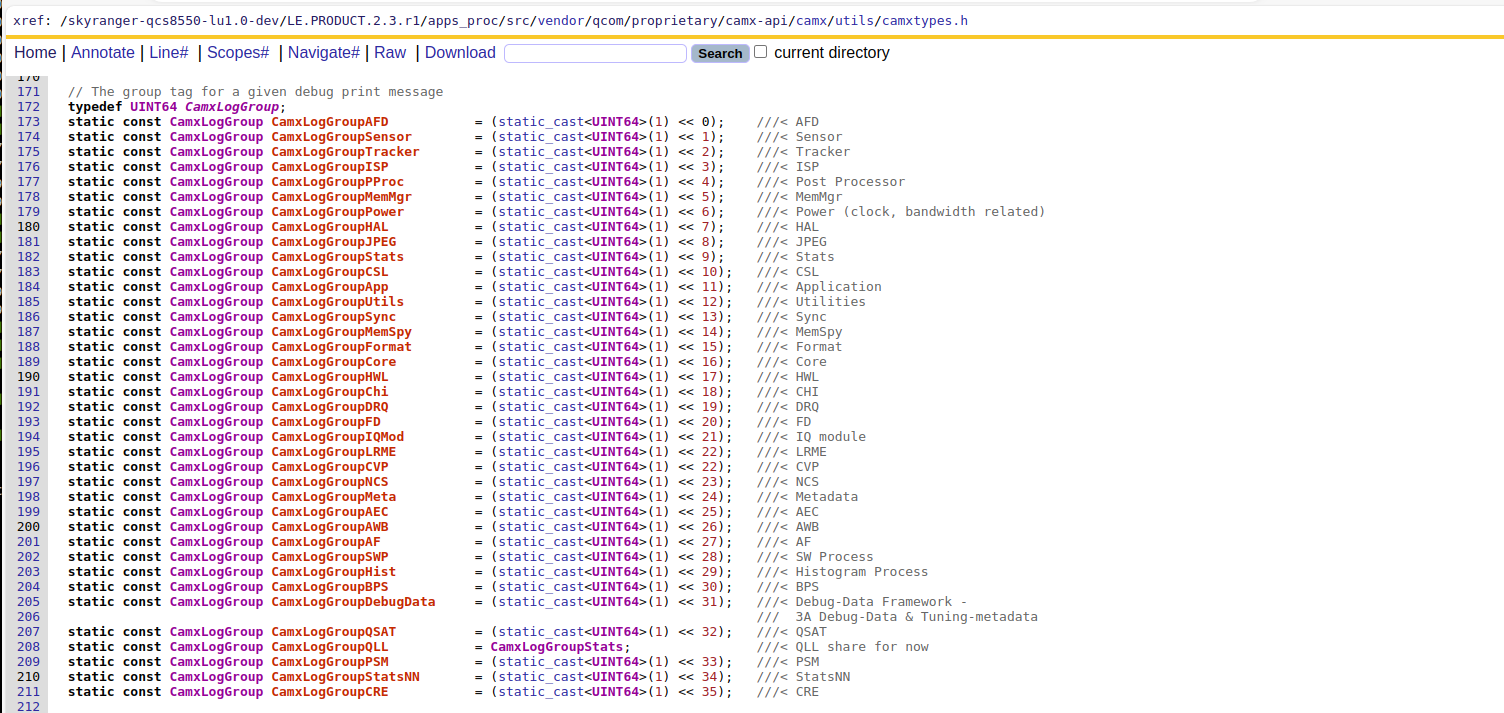 xref: /skyranger-qcs8550-lu1.0-dev/LE.PRODUCT.2.3.r1/apps_proc/src/vendor/qcom/proprietary/camx-api/camx/utils/camxtypes.h
Home | Annotate | Line# | Scopes# | Navigate# | Raw | Download Search current directory
170
171 // The group tag for a given debug print message
172 typedef UINT64 CamxLogGroup;
173 static const CamxLogGroup CamxLogGroupAFD = (static_cast<UINT64>(1) << 0); ///< AFD
174 static const CamxLogGroup CamxLogGroupSensor = (static_cast<UINT64>(1) << 1); ///< Sensor
175 static const CamxLogGroup CamxLogGroupTracker = (static_cast<UINT64>(1) << 2); ///< Tracker
176 static const CamxLogGroup CamxLogGroupISP = (static_cast<UINT64>(1) << 3); ///< ISP
177 static const CamxLogGroup CamxLogGroupPProc = (static_cast<UINT64>(1) << 4); ///< Post Processor
178 static const CamxLogGroup CamxLogGroupMemMgr = (static_cast<UINT64>(1) << 5); ///< MemMgr
179 static const CamxLogGroup CamxLogGroupPower = (static_cast<UINT64>(1) << 6); ///< Power (clock, bandwidth related)
180 static const CamxLogGroup CamxLogGroupHAL = (static_cast<UINT64>(1) << 7); ///< HAL
181 static const CamxLogGroup CamxLogGroupJPEG = (static_cast<UINT64>(1) << 8); ///< JPEG
182 static const CamxLogGroup CamxLogGroupStats = (static_cast<UINT64>(1) << 9); ///< Stats
183 static const CamxLogGroup CamxLogGroupCSL = (static_cast<UINT64>(1) << 10); ///< CSL
184 static const CamxLogGroup CamxLogGroupApp = (static_cast<UINT64>(1) << 11); ///< Application
185 static const CamxLogGroup CamxLogGroupUtils = (static_cast<UINT64>(1) << 12); ///< Utilities
186 static const CamxLogGroup CamxLogGroupSync = (static_cast<UINT64>(1) << 13); ///< Sync
187 static const CamxLogGroup CamxLogGroupMemSpy = (static_cast<UINT64>(1) << 14); ///< MemSpy
188 static const CamxLogGroup CamxLogGroupFormat = (static_cast<UINT64>(1) << 15); ///< Format
189 static const CamxLogGroup CamxLogGroupCore = (static_cast<UINT64>(1) << 16); ///< Core
190 static const CamxLogGroup CamxLogGroupHWL = (static_cast<UINT64>(1) << 17); ///< HWL
191 static const CamxLogGroup CamxLogGroupChi = (static_cast<UINT64>(1) << 18); ///< CHI
192 static const CamxLogGroup CamxLogGroupDRQ = (static_cast<UINT64>(1) << 19); ///< DRQ
193 static const CamxLogGroup CamxLogGroupFD = (static_cast<UINT64>(1) << 20); ///< FD
194 static const CamxLogGroup CamxLogGroupIQMod = (static_cast<UINT64>(1) << 21); ///< IQ module
195 static const CamxLogGroup CamxLogGroupLRME = (static_cast<UINT64>(1) << 22); ///< LRME
196 static const CamxLogGroup CamxLogGroupCVP = (static_cast<UINT64>(1) << 22); ///< CVP
197 static const CamxLogGroup CamxLogGroupNCS = (static_cast<UINT64>(1) << 23); ///< NCS
198 static const CamxLogGroup CamxLogGroupMeta = (static_cast<UINT64>(1) << 24); ///< Metadata
199 static const CamxLogGroup CamxLogGroupAEC = (static_cast<UINT64>(1) << 25); ///< AEC
200 static const CamxLogGroup CamxLogGroupAWB = (static_cast<UINT64>(1) << 26); ///< AWB
201 static const CamxLogGroup CamxLogGroupAF = (static_cast<UINT64>(1) << 27); ///< AF
202 static const CamxLogGroup CamxLogGroupSWP = (static_cast<UINT64>(1) << 28); ///< SW Process
203 static const CamxLogGroup CamxLogGroupHist = (static_cast<UINT64>(1) << 29); ///< Histogram Process
204 static const CamxLogGroup CamxLogGroupBPS = (static_cast<UINT64>(1) << 30); ///< BPS
205 static const CamxLogGroup CamxLogGroupDebugData = (static_cast<UINT64>(1) << 31); ///< Debug-Data Framework -
206 /// 3A Debug-Data & Tuning-metadata
207 static const CamxLogGroup CamxLogGroupQSAT = (static_cast<UINT64>(1) << 32); ///< QSAT
208 static const CamxLogGroup CamxLogGroupQLL = CamxLogGroupStats; ///< QLL share for now
209 static const CamxLogGroup CamxLogGroupPSM = (static_cast<UINT64>(1) << 33); ///< PSM
210 static const CamxLogGroup CamxLogGroupStatsNN = (static_cast<UINT64>(1) << 34); ///< StatsNN
211 static const CamxLogGroup CamxLogGroupCRE = (static_cast<UINT64>(1) << 35); ///< CRE
212